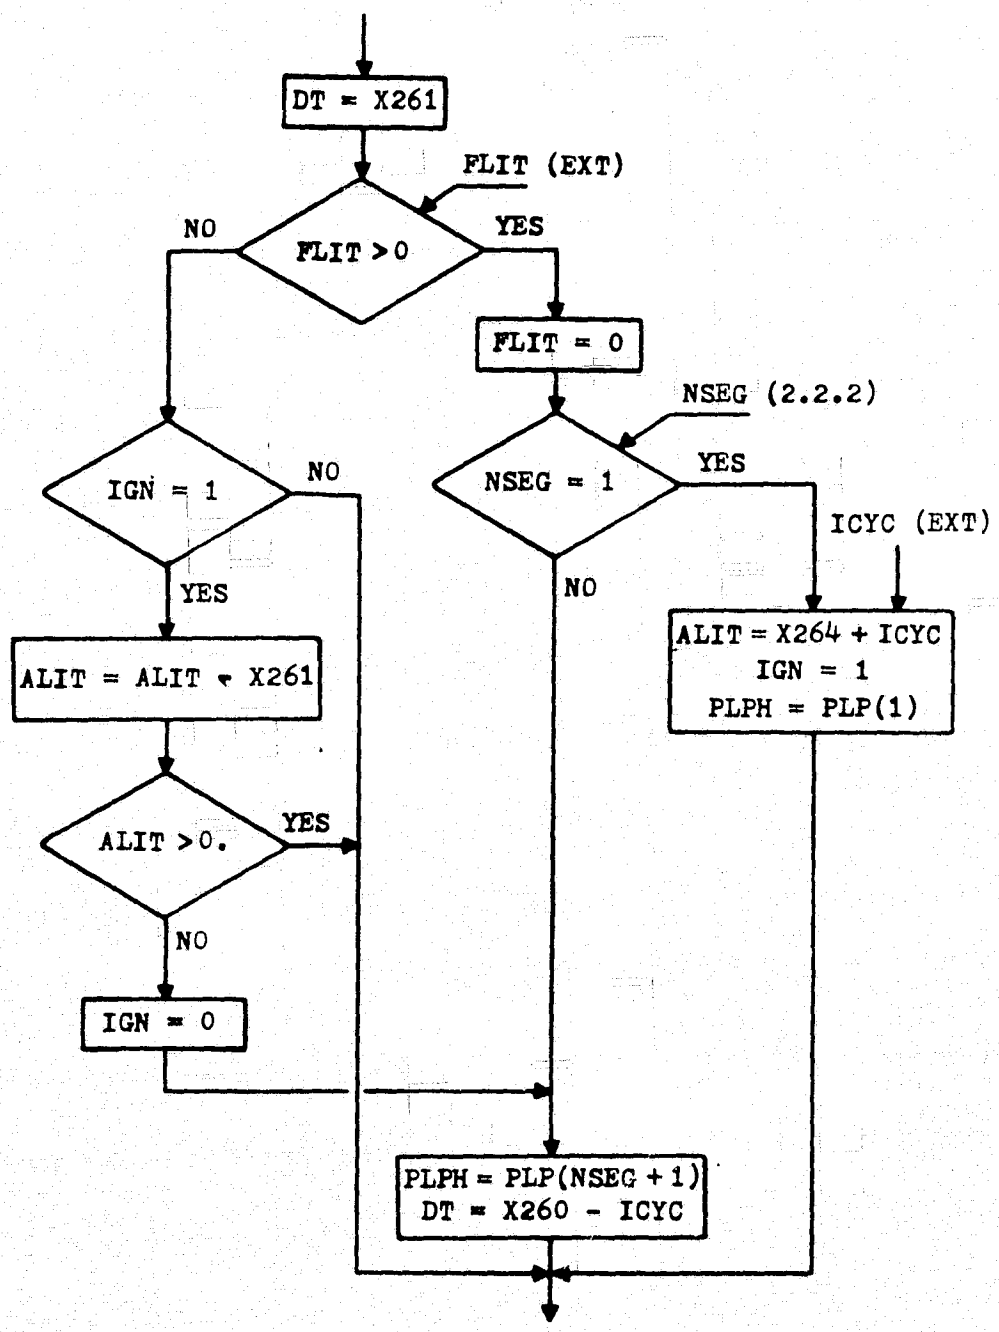 DT = X261
FLIT (EXT)
NO
YES
FLIT > 0
FLIT = 0
NSEG (2.2.2)
NO
YES
IGN = 1
NSEG = 1
ICYC (EXT)
YES
NO
ALIT = X264 + ICYC
IGN = 1
PLPH = PLP(1)
ALIT = ALIT - X261
YES
ALIT > 0.
NO
IGN = 0
PLPH = PLP(NSEG + 1)
DT = X260 - ICYC